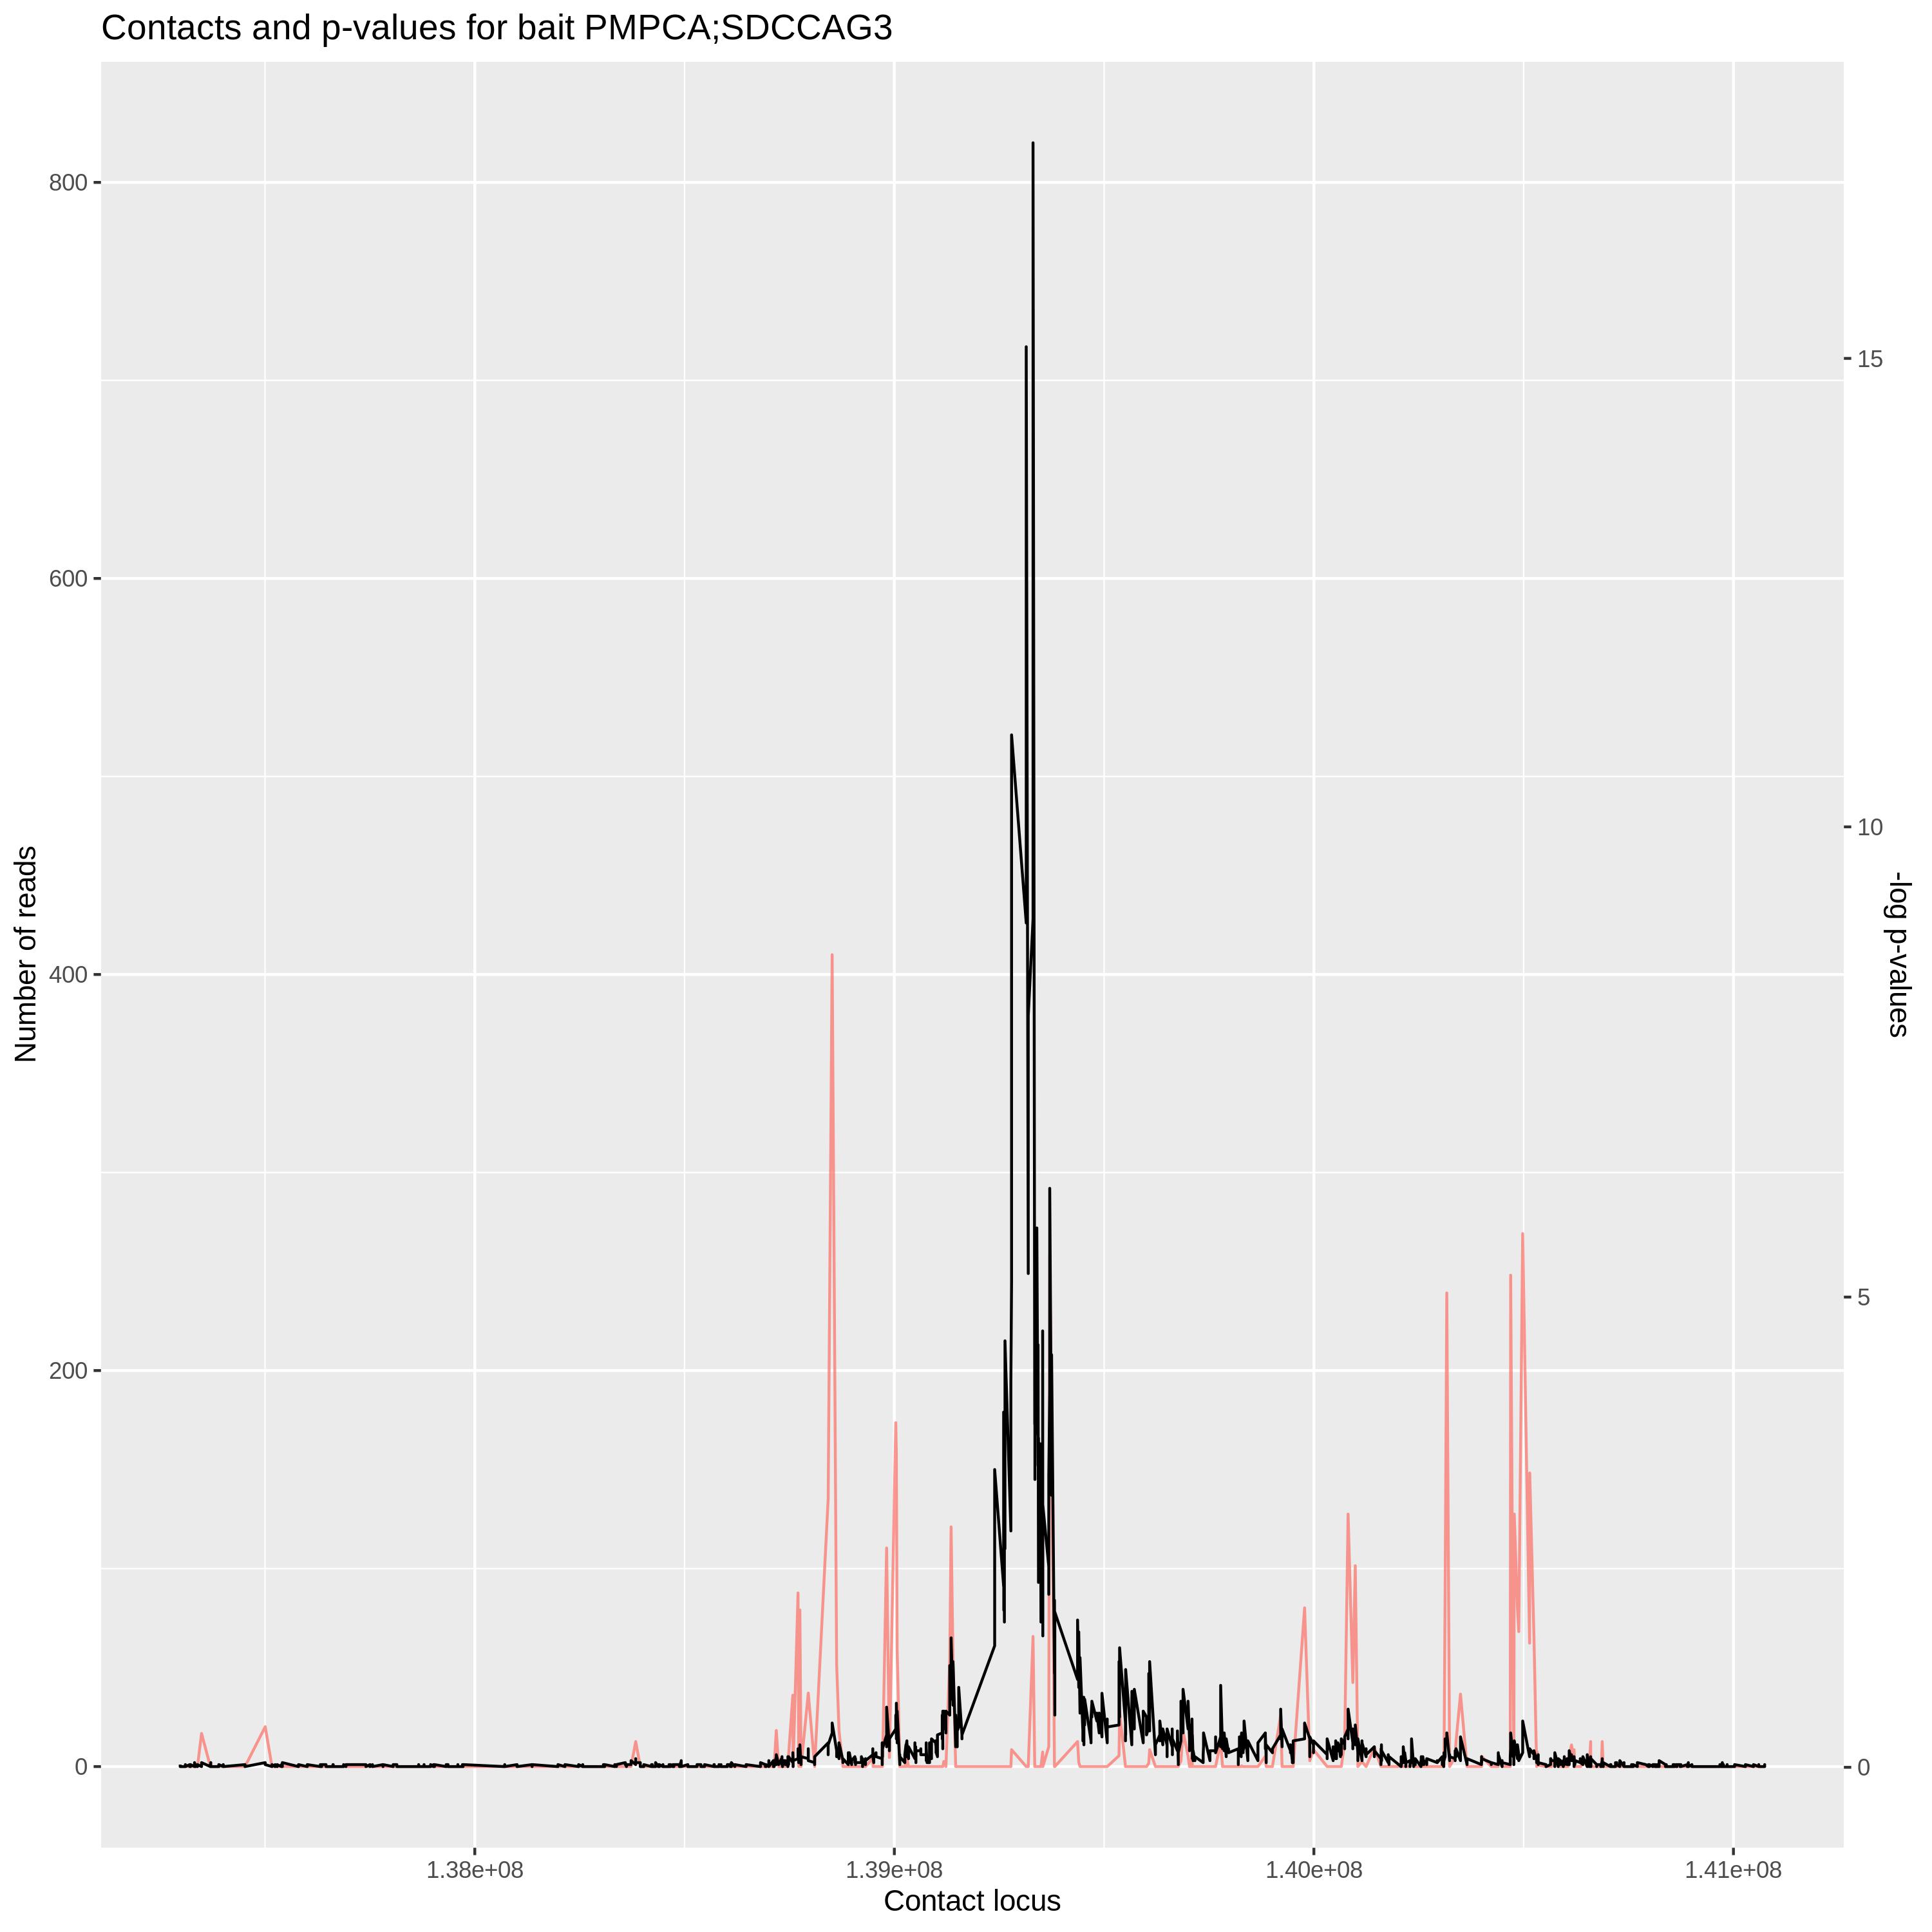 Contacts and p-values for bait PMPCA;SDCCAG3
800
600
400
200
0
Number of reads
15
10
5
0
-log p-values
1.38e+08
1.39e+08
1.40e+08
1.41e+08
Contact locus